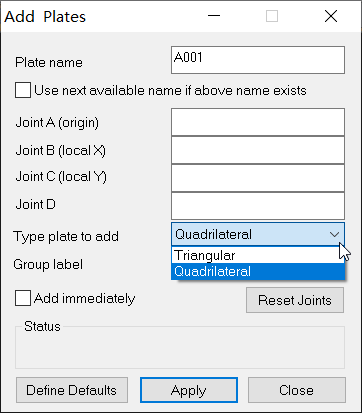 Add Plates
Plate name A001
Use next available name if above name exists
Joint A (origin)
Joint B (local X)
Joint C (local Y)
Joint D
Type plate to add Quadrilateral
Triangular
Group label Quadrilateral
Add immediately Reset Joints
Status
Define Defaults Apply Close